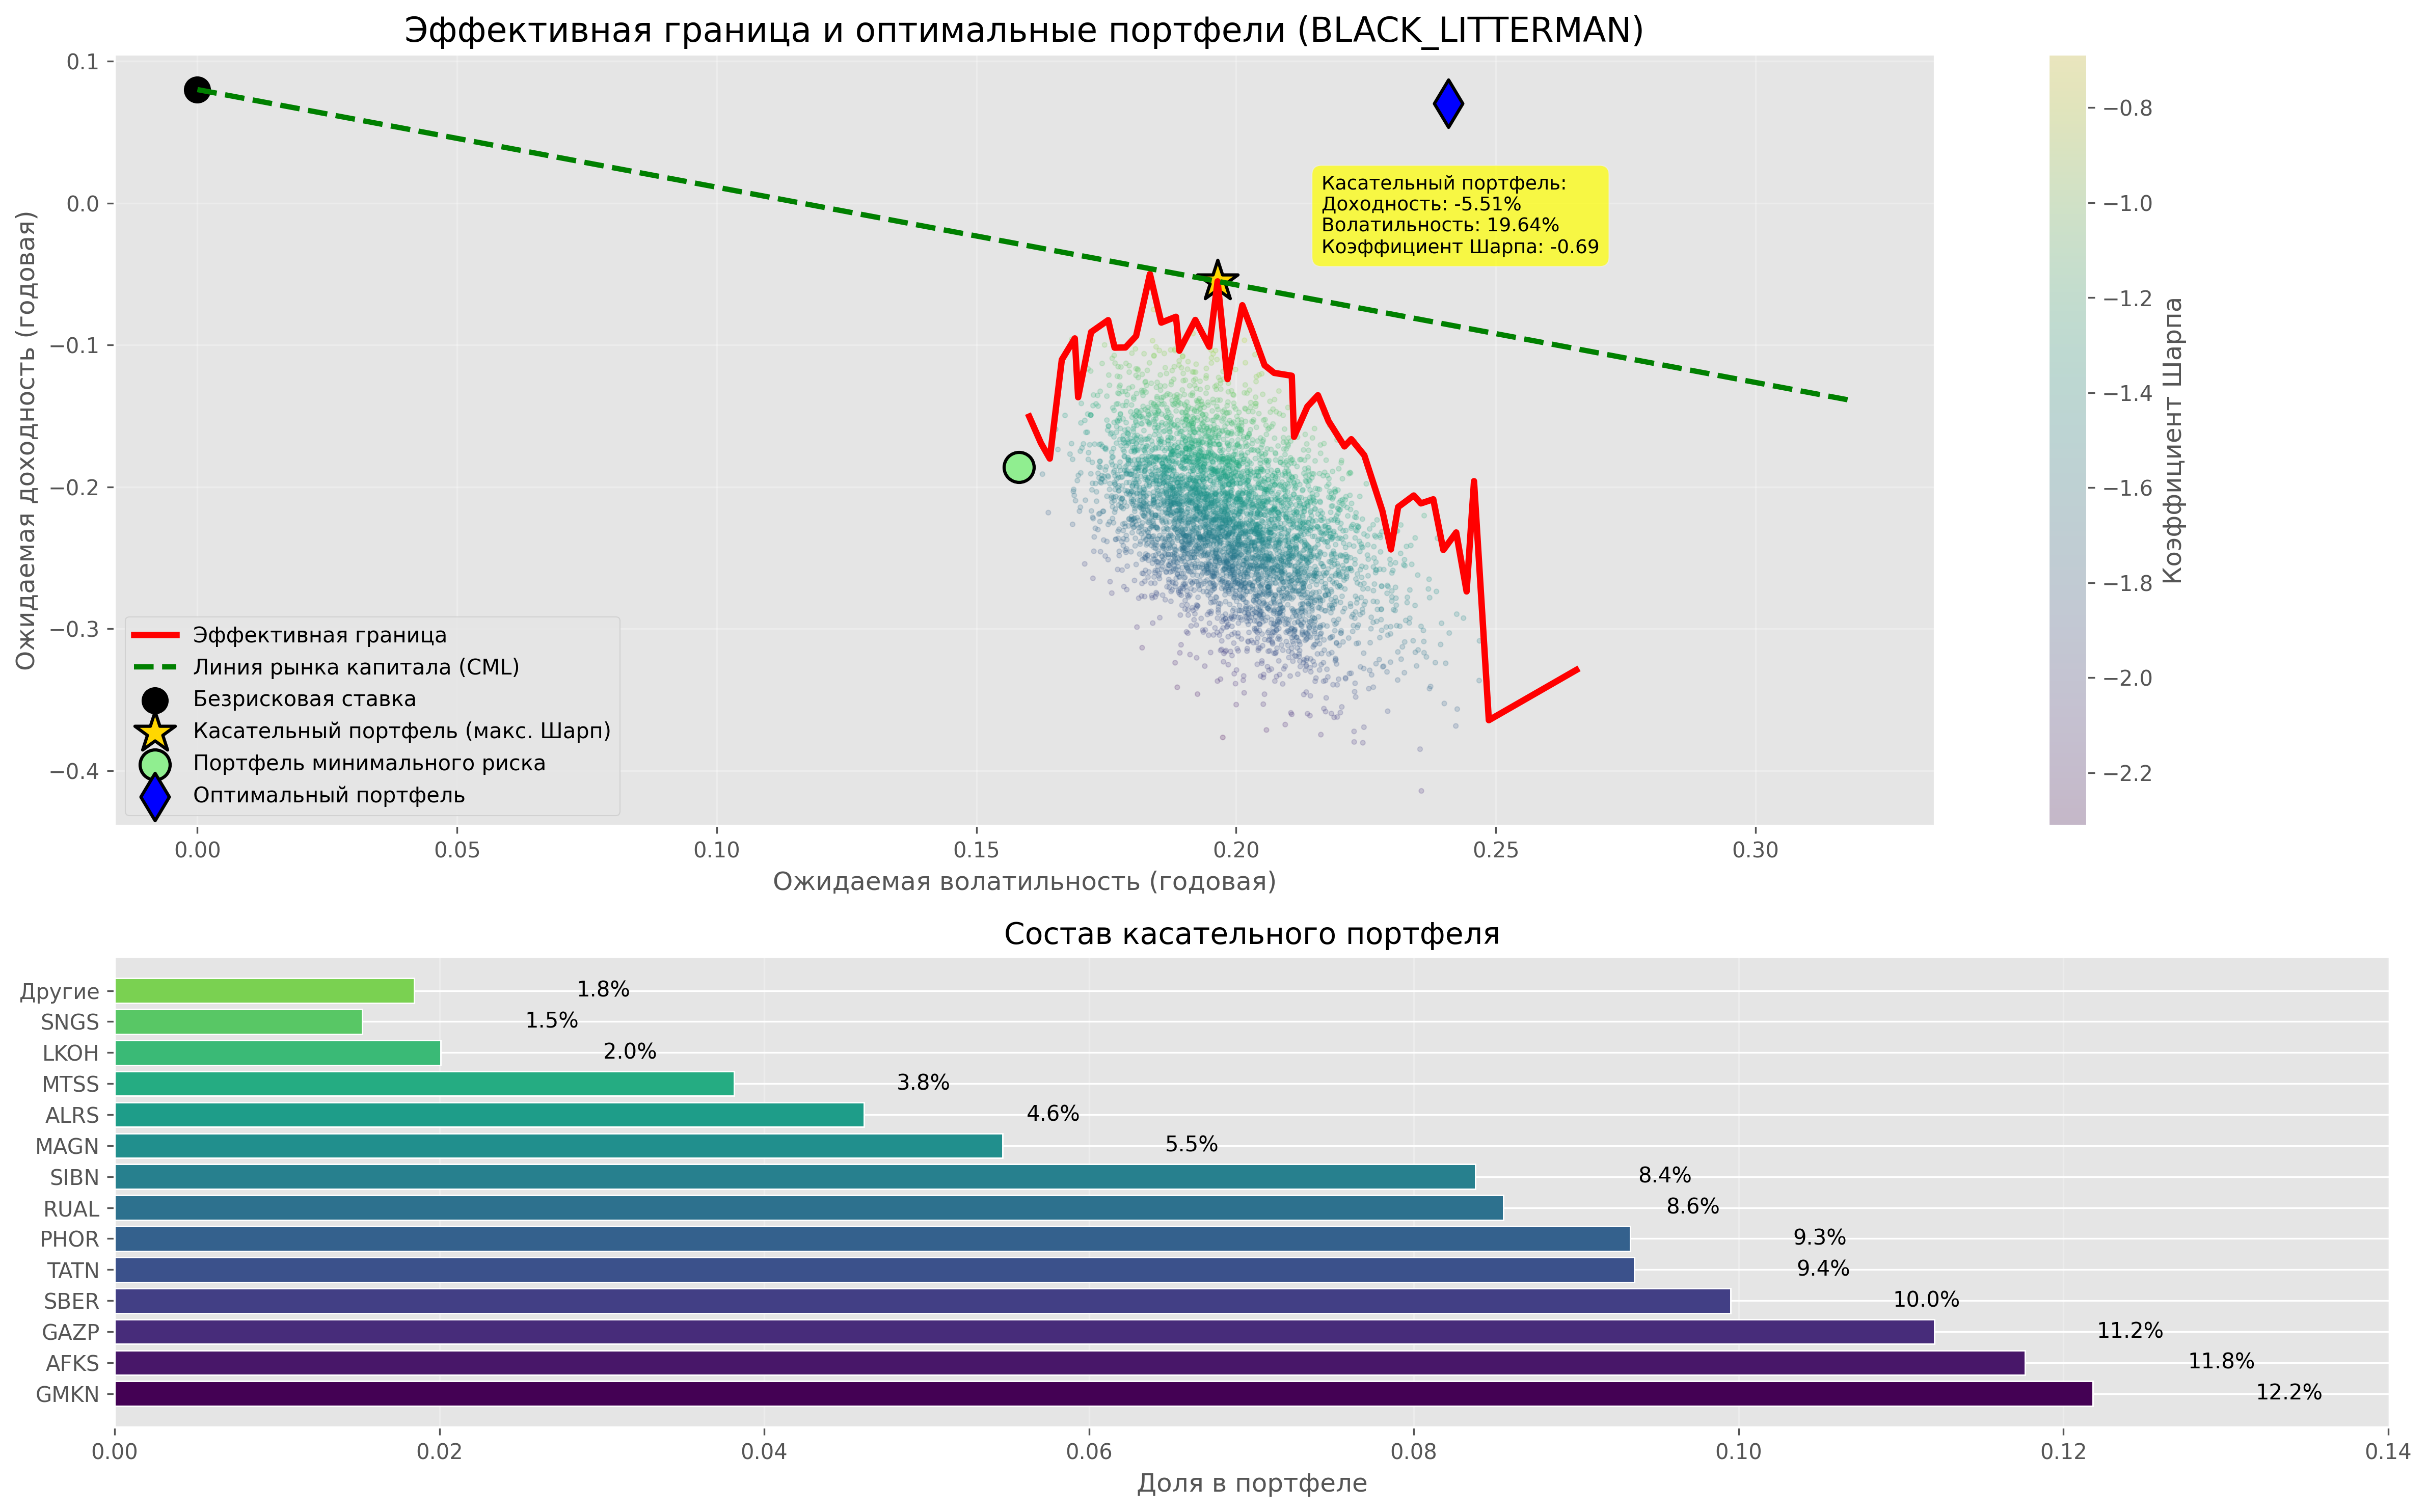 Эффективная граница и оптимальные портфели (BLACK_LITTERMAN)
0.1
0.0
−0.1
−0.2
−0.3
−0.4
Ожидаемая доходность (годовая)
Касательный портфель:
Доходность: -5.51%
Волатильность: 19.64%
Коэффициент Шарпа: -0.69
Эффективная граница
Линия рынка капитала (CML)
Безрисковая ставка
Касательный портфель (макс. Шарп)
Портфель минимального риска
Оптимальный портфель
0.00 0.05 0.10 0.15 0.20 0.25 0.30
Ожидаемая волатильность (годовая)
−0.8
−1.0
−1.2
−1.4
−1.6
−1.8
−2.0
−2.2
Коэффициент Шарпа
Состав касательного портфеля
Другие 1.8%
SNGS 1.5%
LKOH 2.0%
MTSS 3.8%
ALRS 4.6%
MAGN 5.5%
SIBN 8.4%
RUAL 8.6%
PHOR 9.3%
TATN 9.4%
SBER 10.0%
GAZP 11.2%
AFKS 11.8%
GMKN 12.2%
0.00 0.02 0.04 0.06 0.08 0.10 0.12 0.14
Доля в портфеле